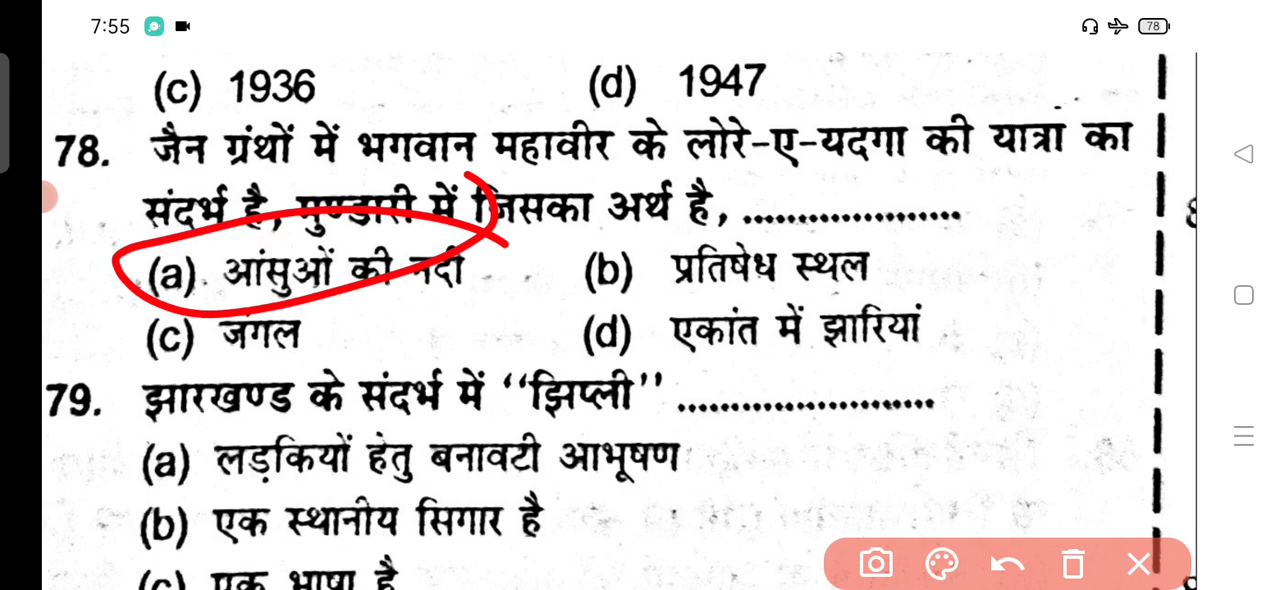 7:55
78
(c) 1936 (d) 1947
78. जैन ग्रंथों में भगवान महावीर के लोरे-ए-यदगा की यात्रा का
संदर्भ है, मुण्डारी में जिसका अर्थ है, ....................
(a) आंसुओं की नदी (b) प्रतिषेध स्थल
(c) जंगल (d) एकांत में झारियां
79. झारखण्ड के संदर्भ में ‘‘झिप्ली’’ ........................
(a) लड़कियों हेतु बनावटी आभूषण
(b) एक स्थानीय सिगार है
(c) एक भाषा है